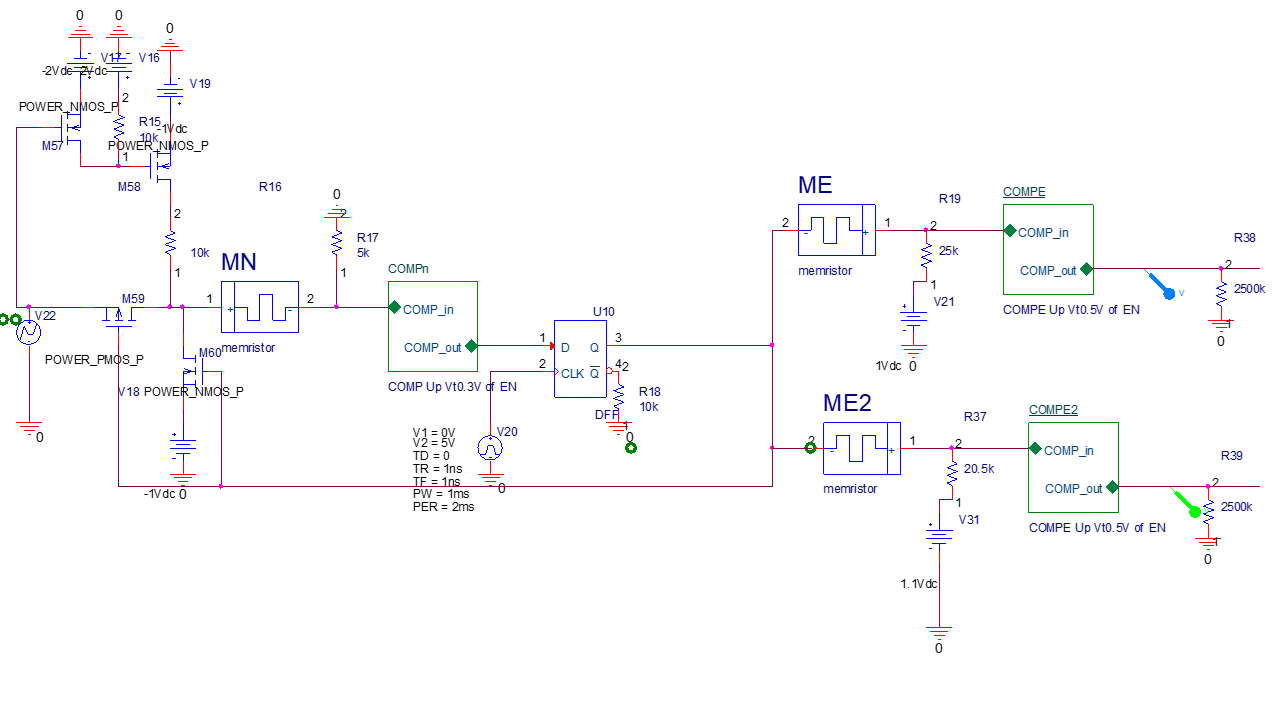 0
0
0
V17
V16
-2Vdc
2Vdc
V19
POWER_NMOS_P
2
R15
-1Vdc
10k
M57
POWER_NMOS_P
1
M58
R16
2
10k
1
0
2
R17
5k
1
MN
1
+
-
2
memristor
COMPn
COMP_in
COMP_out
COMP Up Vt0.3V of EN
M59
V22
POWER_PMOS_P
M60
V18
POWER_NMOS_P
0
-1Vdc
0
U10
1
D
Q
3
2
CLK
Q
4
2
R18
10k
DFF
1
0
V20
0
V1 = 0V
V2 = 5V
TD = 0
TR = 1ns
TF = 1ns
PW = 1ms
PER = 2ms
ME
2
-
+
1
memristor
R19
2
25k
1
V21
1Vdc
0
COMPE
COMP_in
COMP_out
COMPE Up Vt0.5V of EN
V
R38
2
2500k
1
0
ME2
2
-
+
1
memristor
R37
2
20.5k
1
V31
1.1Vdc
0
COMPE2
COMP_in
COMP_out
COMPE Up Vt0.5V of EN
R39
2
2500k
1
0